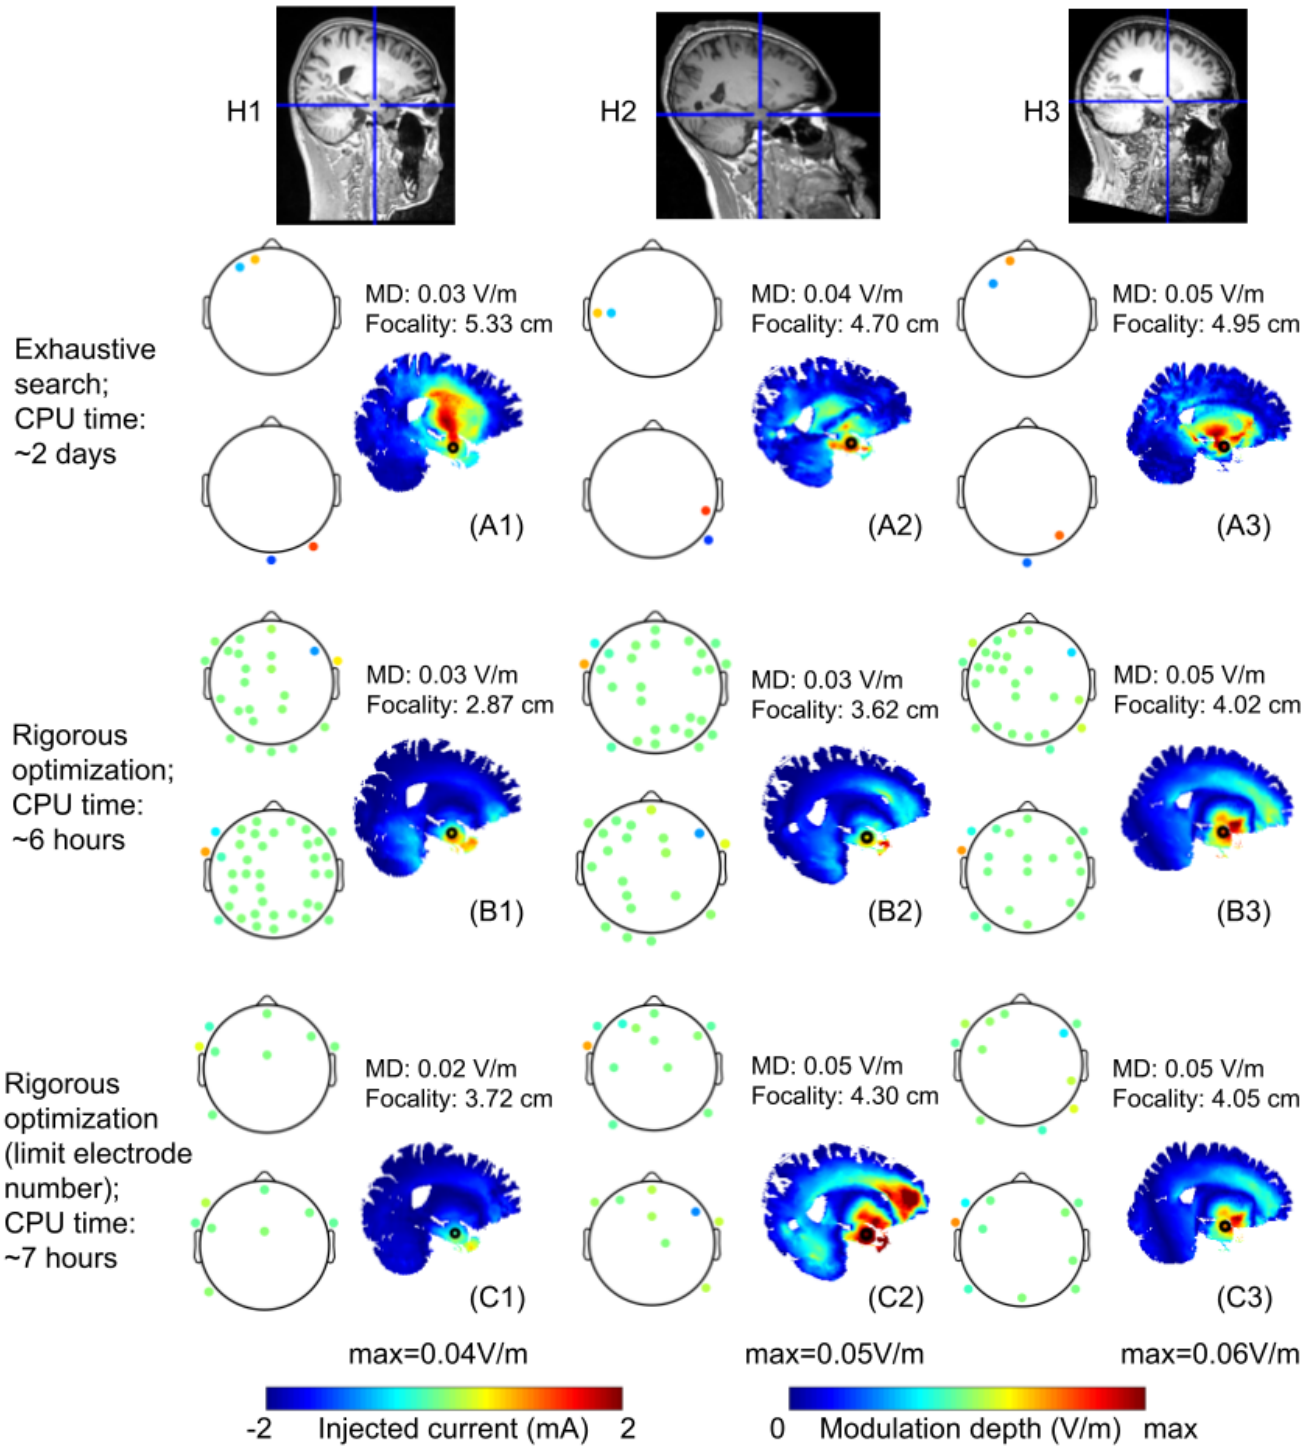 H1
H2
H3
Exhaustive
search;
CPU time:
~2 days
MD: 0.03 V/m
Focality: 5.33 cm
(A1)
MD: 0.04 V/m
Focality: 4.70 cm
(A2)
MD: 0.05 V/m
Focality: 4.95 cm
(A3)
Rigorous
optimization;
CPU time:
~6 hours
MD: 0.03 V/m
Focality: 2.87 cm
(B1)
MD: 0.03 V/m
Focality: 3.62 cm
(B2)
MD: 0.05 V/m
Focality: 4.02 cm
(B3)
Rigorous
optimization
(limit electrode
number);
CPU time:
~7 hours
MD: 0.02 V/m
Focality: 3.72 cm
(C1)
MD: 0.05 V/m
Focality: 4.30 cm
(C2)
MD: 0.05 V/m
Focality: 4.05 cm
(C3)
max=0.04V/m
max=0.05V/m
max=0.06V/m
-2 Injected current (mA) 2
0 Modulation depth (V/m) max